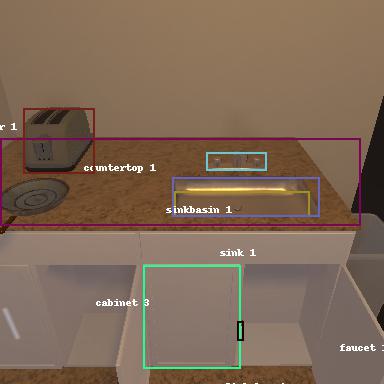 r 1
countertop 1
sinkbasin 1
sink 1
cabinet 3
faucet 1